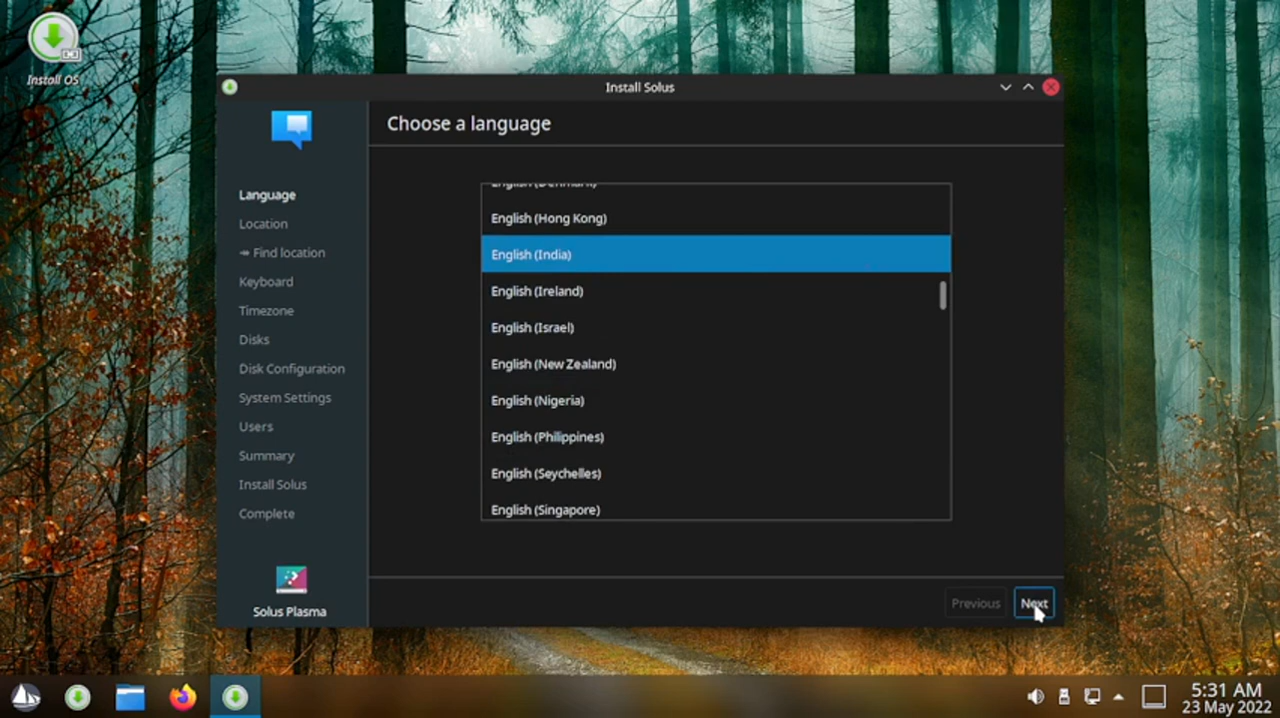 Install OS
Install Solus
Choose a language
Language
Location
Find location
Keyboard
Timezone
Disks
Disk Configuration
System Settings
Users
Summary
Install Solus
Complete
Solus Plasma
English (Denmark)
English (Hong Kong)
English (India)
English (Ireland)
English (Israel)
English (New Zealand)
English (Nigeria)
English (Philippines)
English (Seychelles)
English (Singapore)
Previous
Next
5:31 AM
23 May 2022